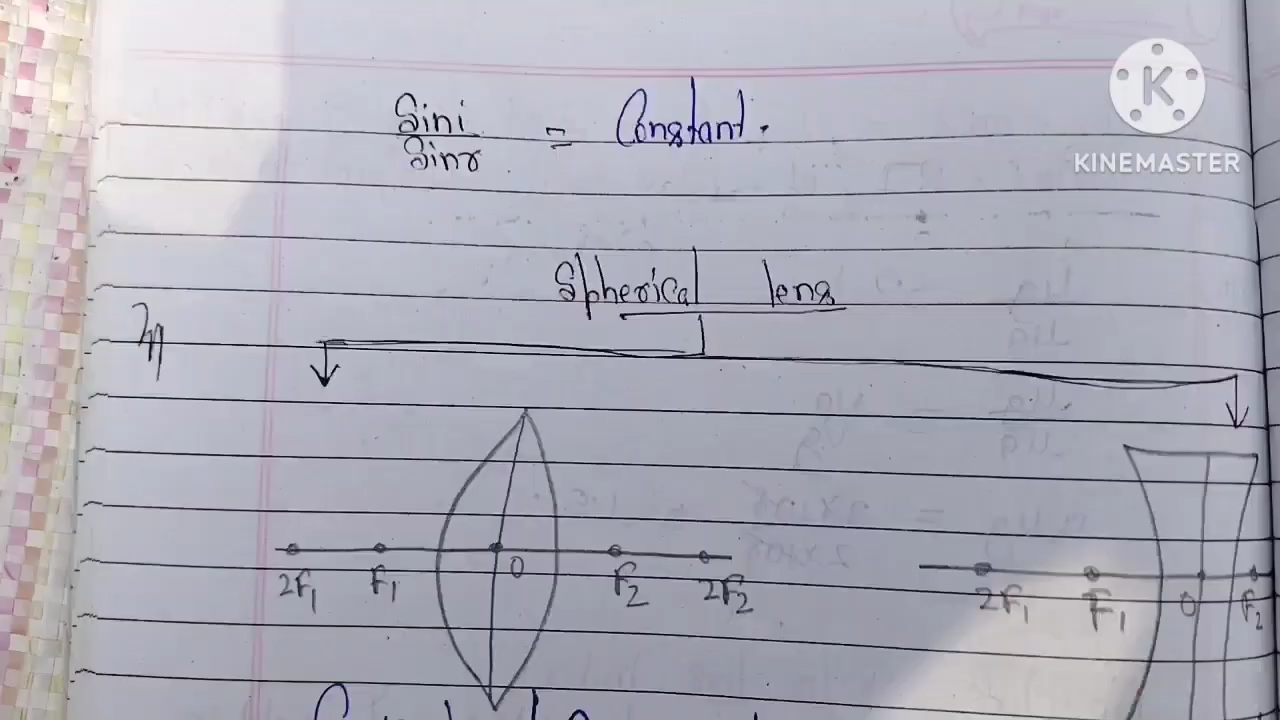 Sini
Sinr = Constant.
KINEMASTER
Spherical lens
2F₁ F₁ O F₂ 2F₂
2F₁ F₁ O F₂